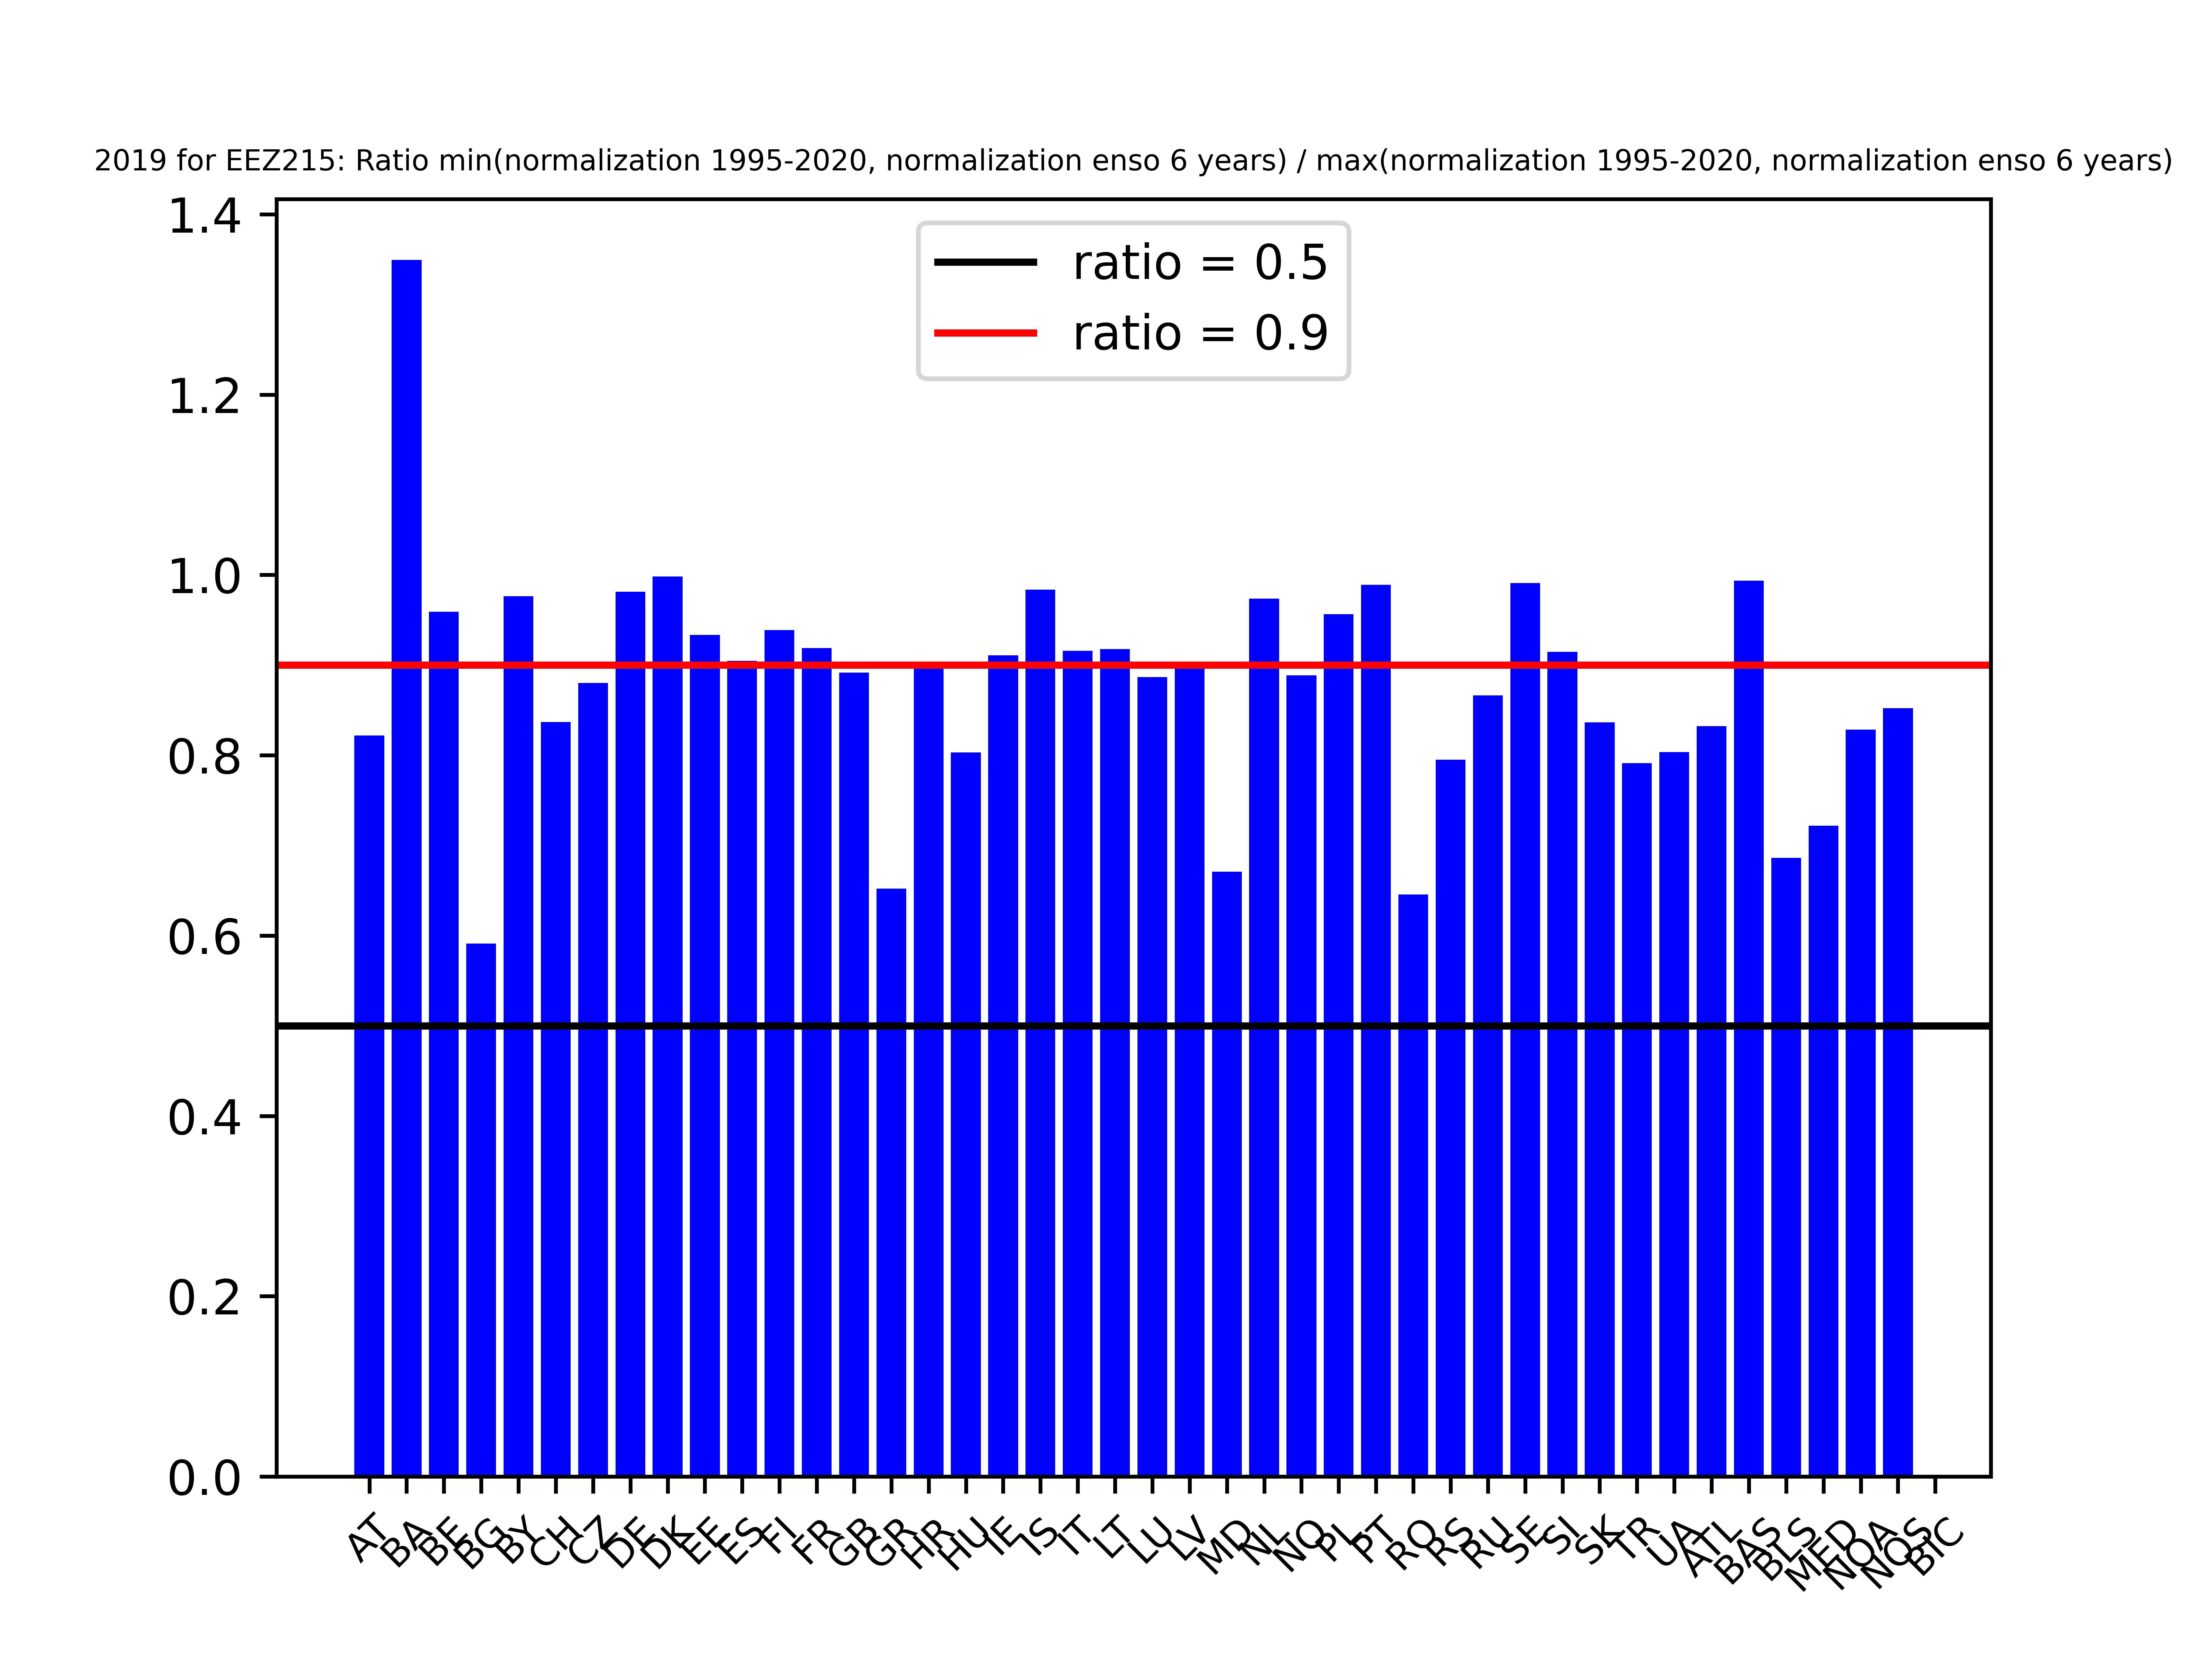 2019 for EEZ215: Ratio min(normalization 1995-2020, normalization enso 6 years) / max(normalization 1995-2020, normalization enso 6 years)
ratio = 0.5
ratio = 0.9
1.4
1.2
1.0
0.8
0.6
0.4
0.2
0.0
AT BA BE BG BY CH CZ DE DK EE ES FI FR GB GR HR HU IE IS IT LT LU LV MD NL NO PL PT RO RS RU SE SI SK TR UA ATL BAS BLS MED NOA NOS BIC